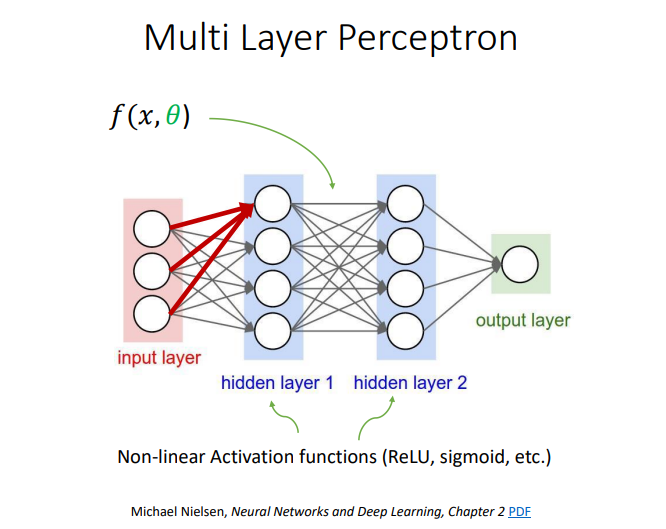 Multi Layer Perceptron
f(x, θ)
input layer
hidden layer 1
hidden layer 2
output layer
Non-linear Activation functions (ReLU, sigmoid, etc.)
Michael Nielsen, Neural Networks and Deep Learning, Chapter 2 PDF